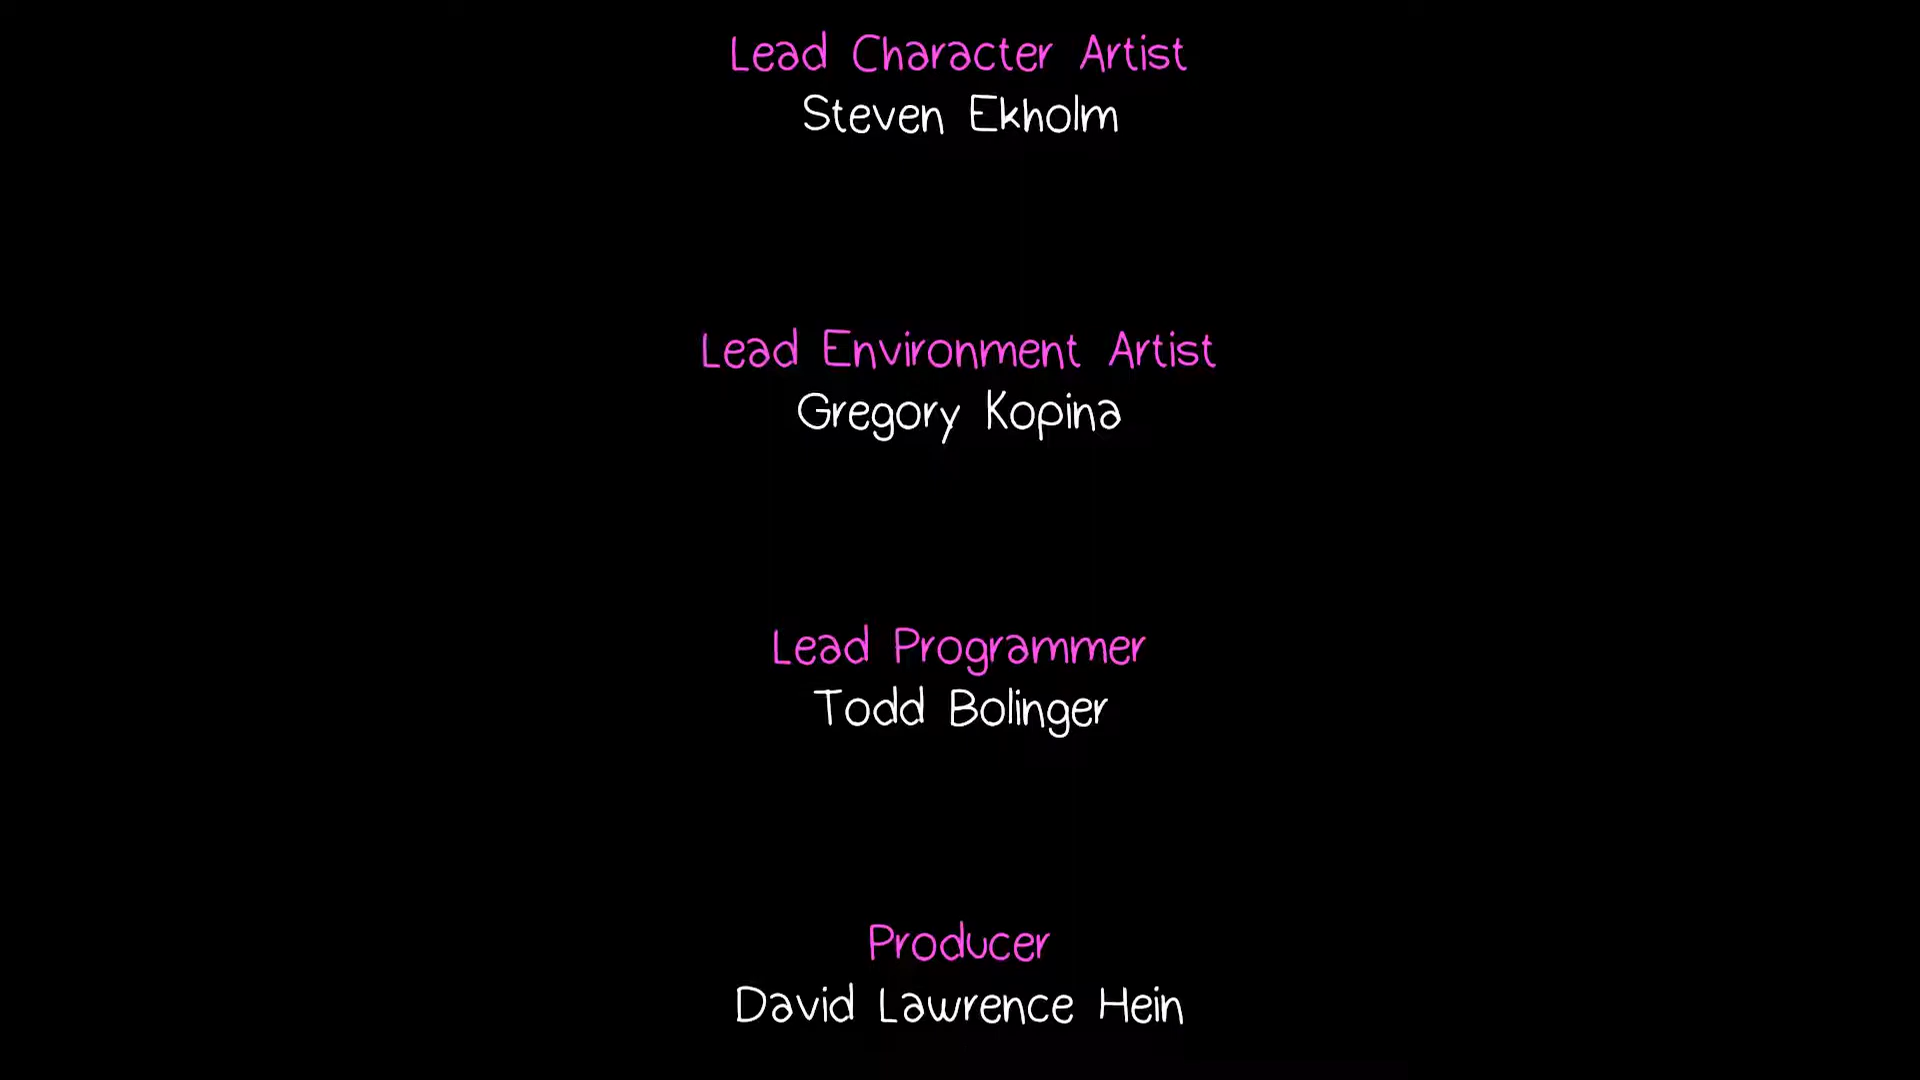 Lead Character Artist
Steven Ekholm
Lead Environment Artist
Gregory Kopina
Lead Programmer
Todd Bolinger
Producer
David Lawrence Hein